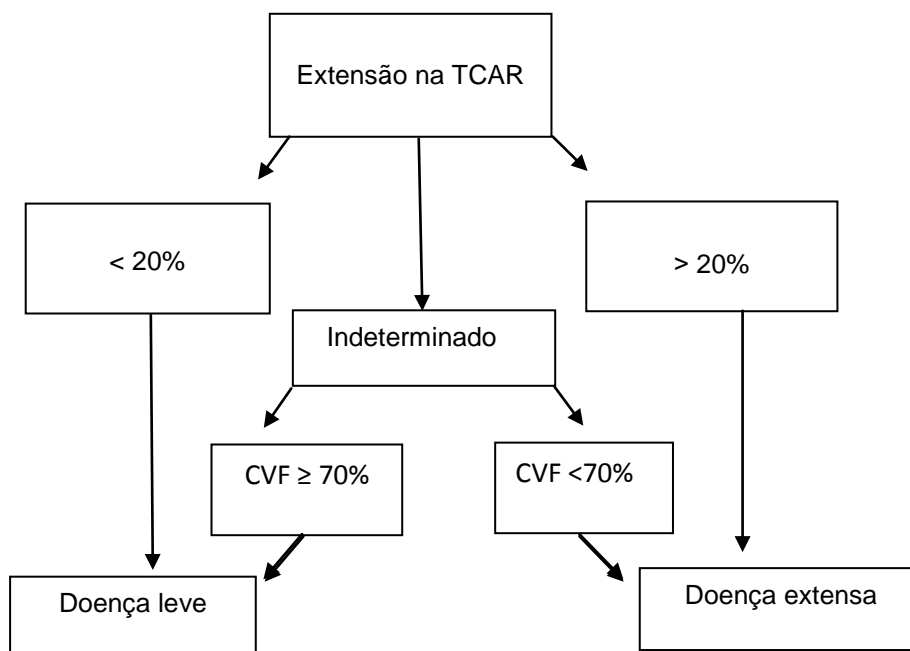 Extensão na TCAR
< 20%
> 20%
Indeterminado
CVF ≥ 70%
CVF <70%
Doença leve
Doença extensa